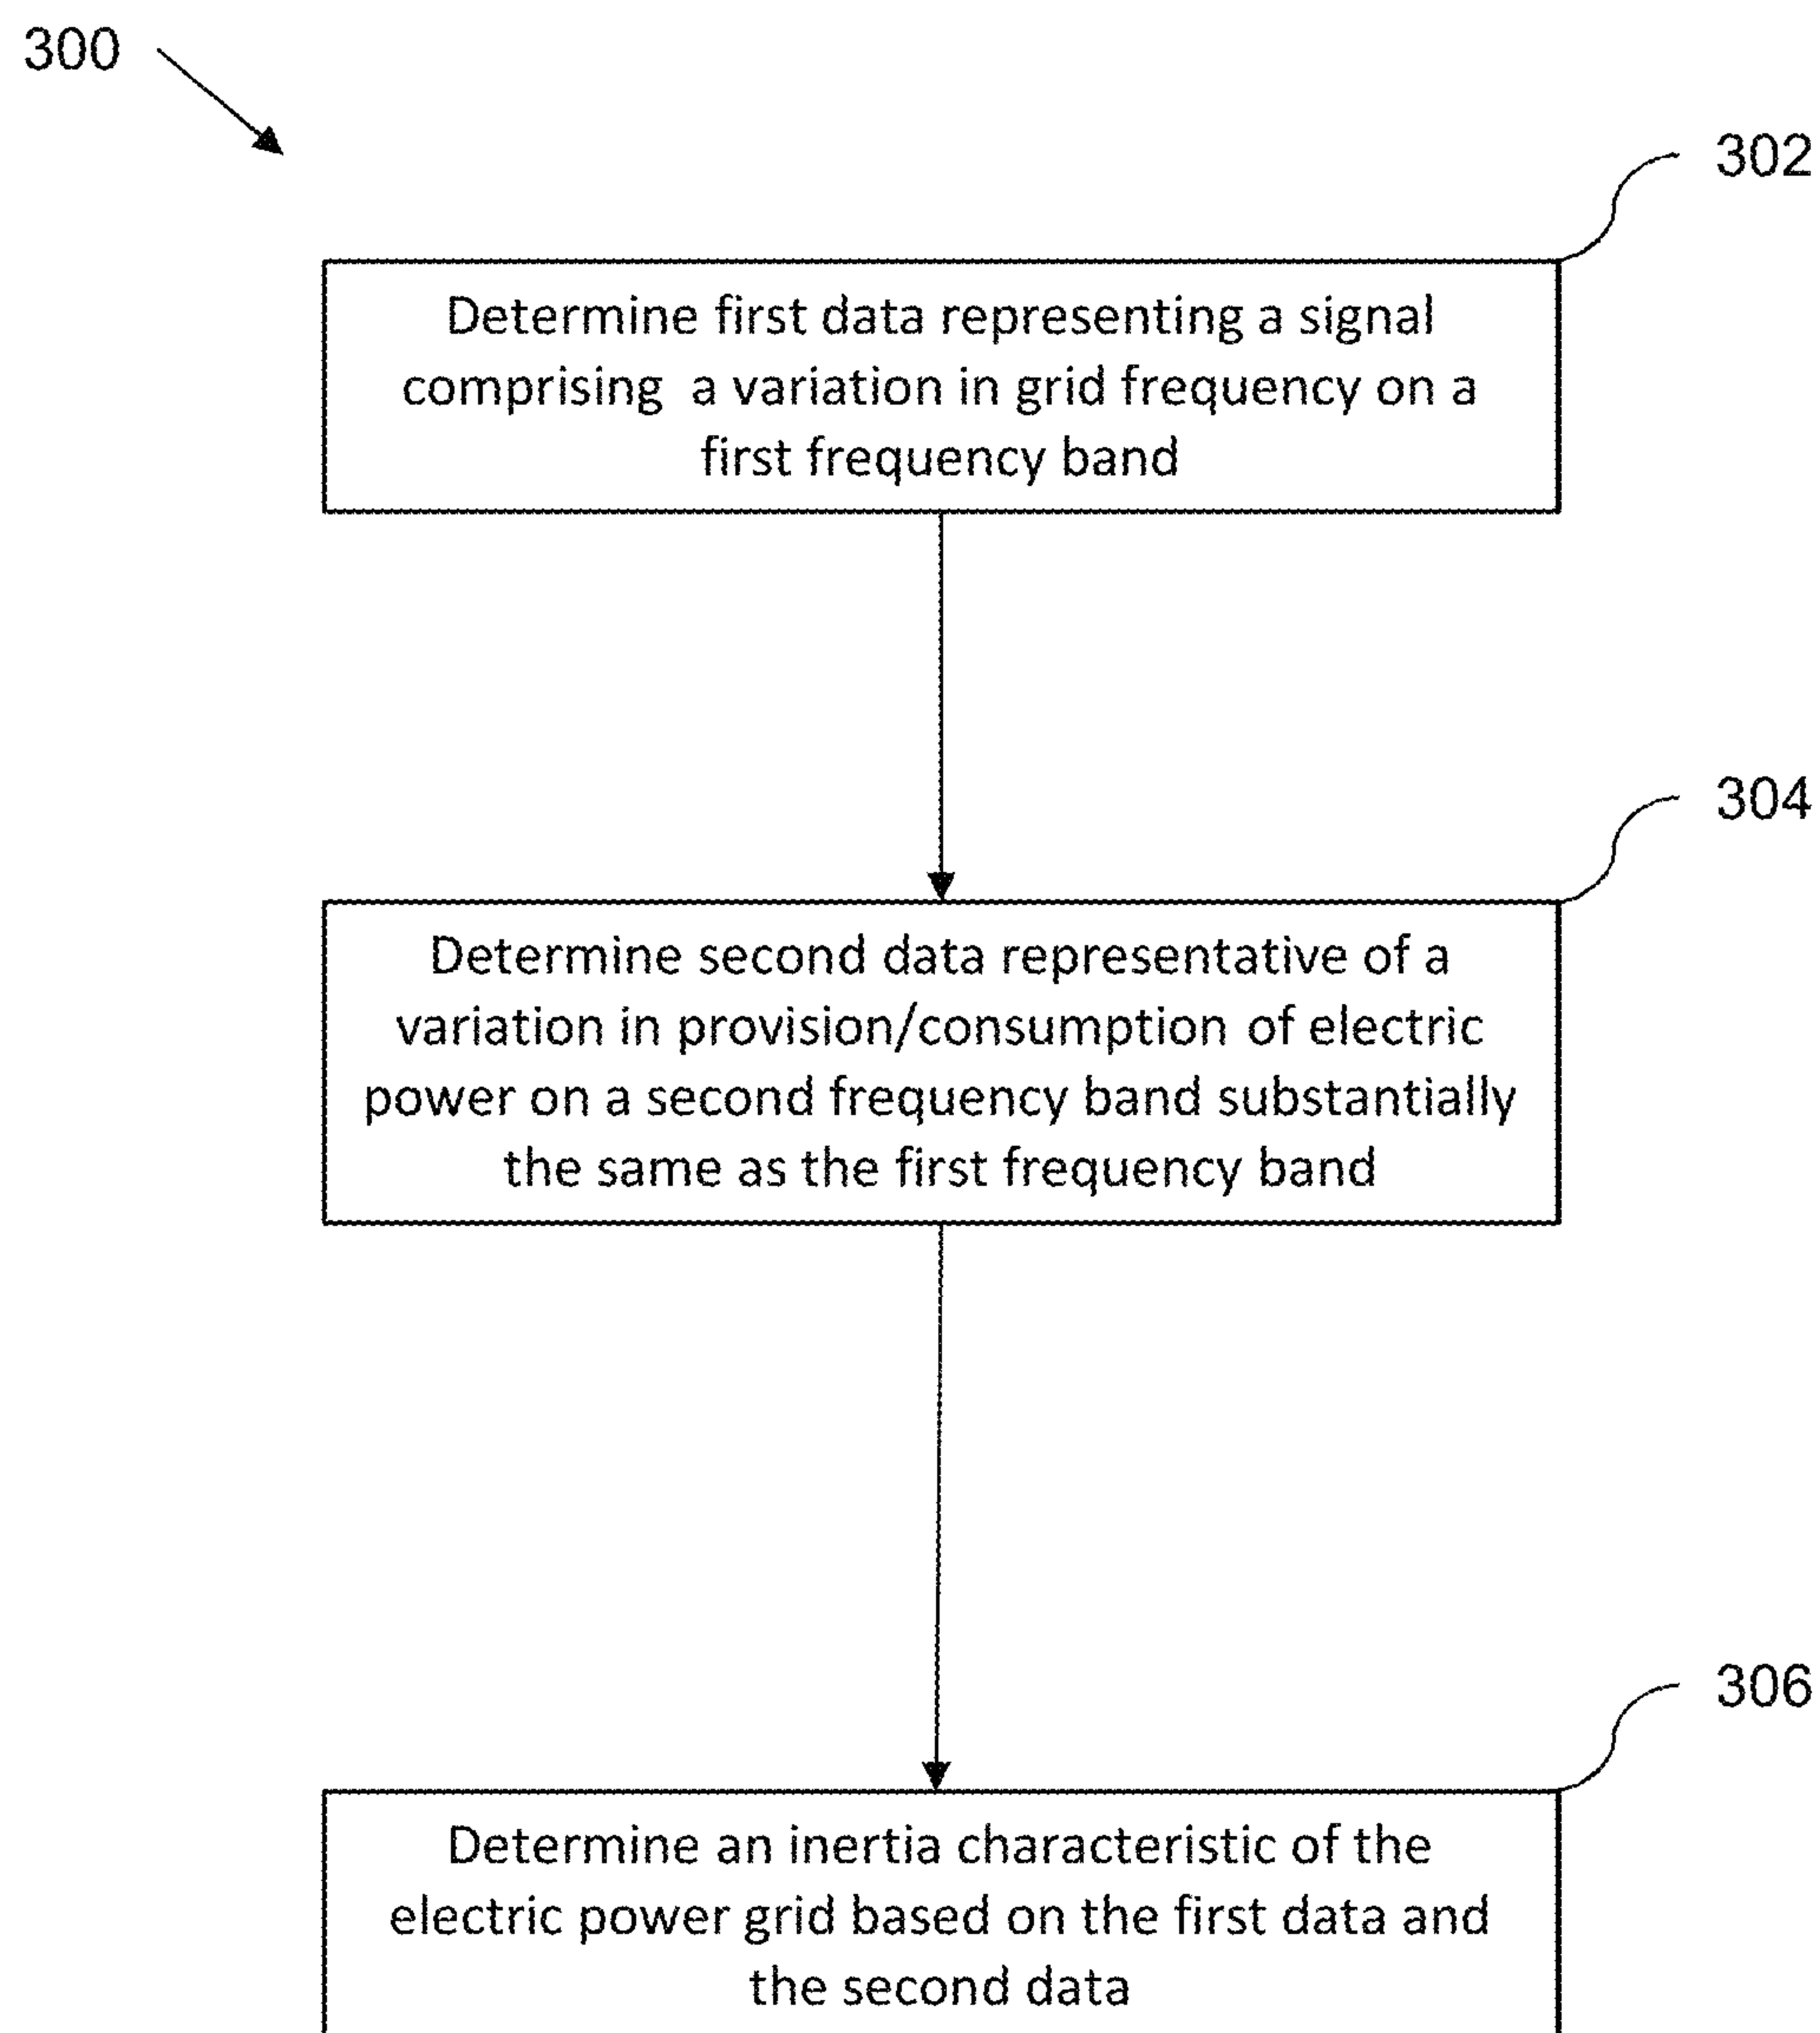 300
302
Determine first data representing a signal
comprising a variation in grid frequency on a
first frequency band
304
Determine second data representative of a
variation in provision/consumption of electric
power on a second frequency band substantially
the same as the first frequency band
306
Determine an inertia characteristic of the
electric power grid based on the first data and
the second data